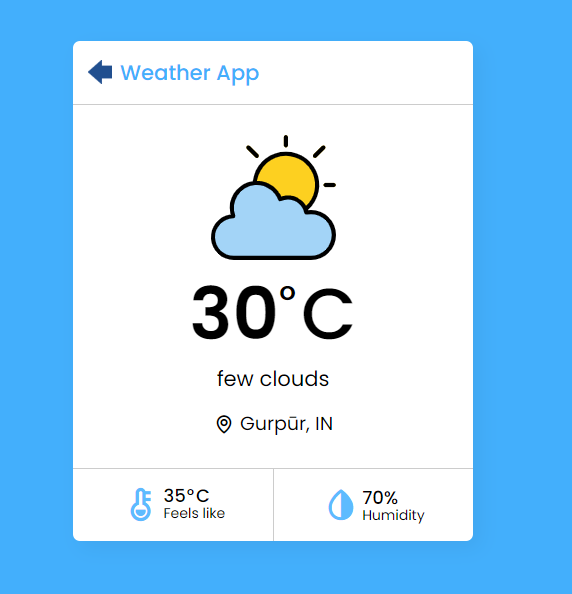 Weather App
30°C
few clouds
Gurpūr, IN
35°C
Feels like
70%
Humidity